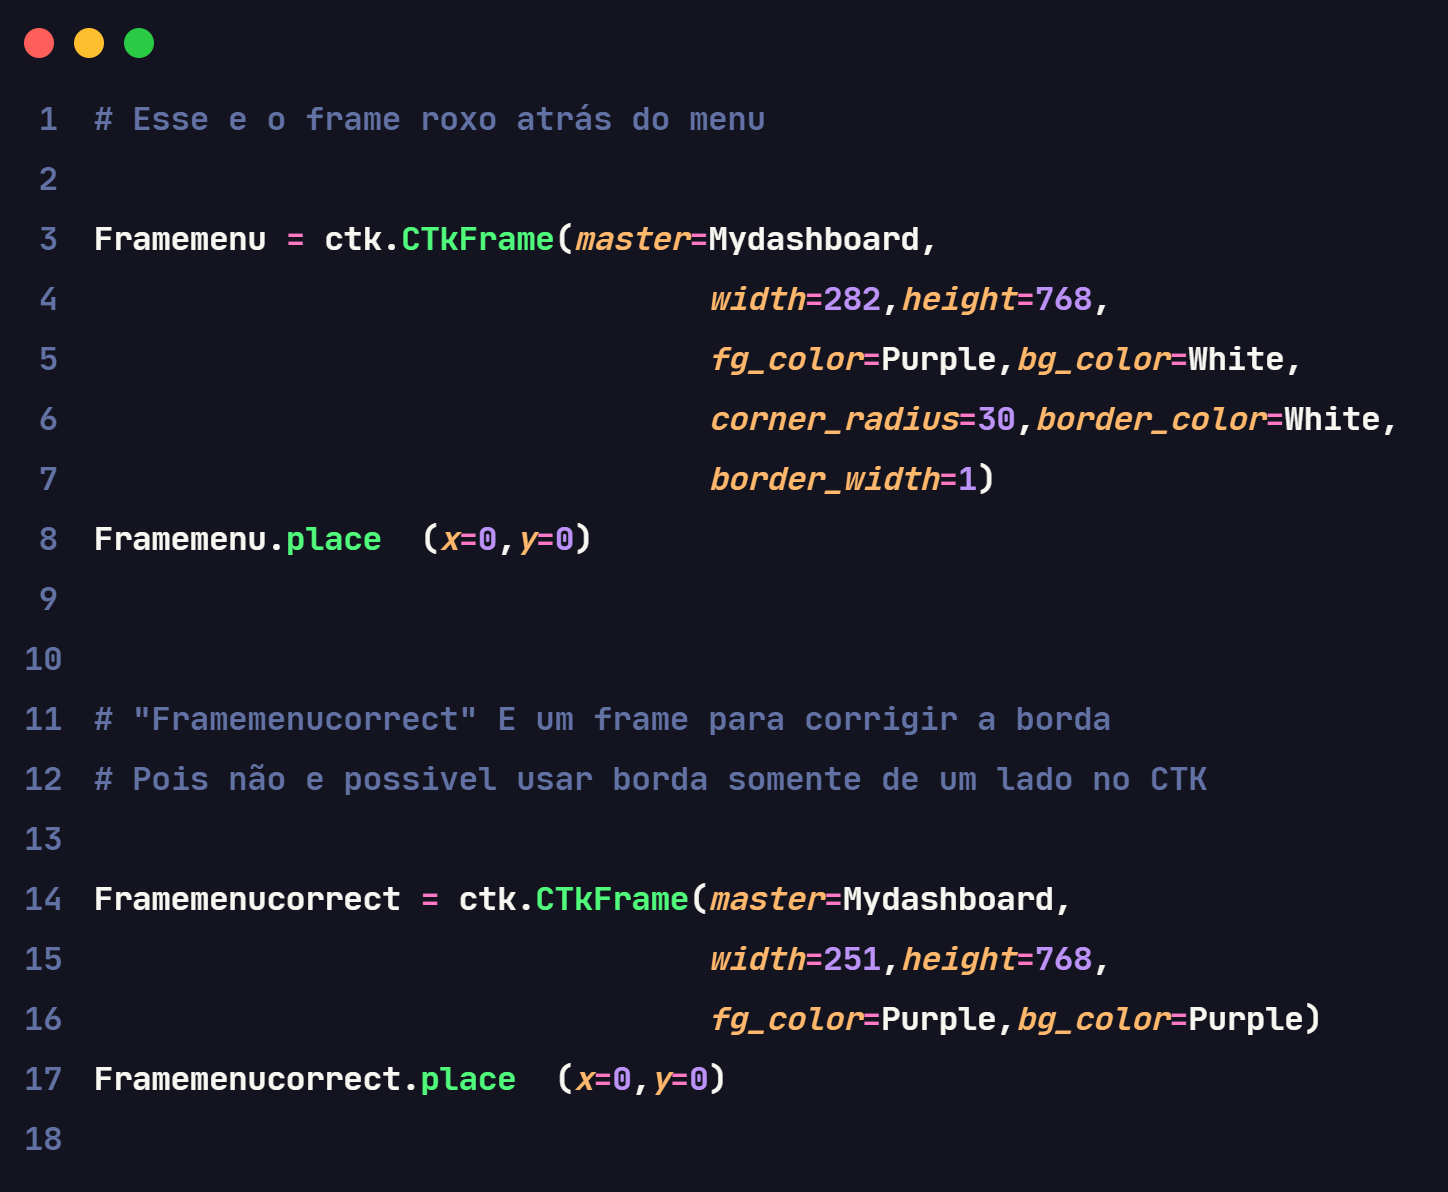 1 # Esse e o frame roxo atrás do menu
2
3 Framemenu = ctk.CTkFrame(master=Mydashboard,
4                                 width=282,height=768,
5                                 fg_color=Purple,bg_color=White,
6                                 corner_radius=30,border_color=White,
7                                 border_width=1)
8 Framemenu.place  (x=0,y=0)
9
10
11 # "Framemenucorrect" E um frame para corrigir a borda
12 # Pois não e possivel usar borda somente de um lado no CTK
13
14 Framemenucorrect = ctk.CTkFrame(master=Mydashboard,
15                                 width=251,height=768,
16                                 fg_color=Purple,bg_color=Purple)
17 Framemenucorrect.place  (x=0,y=0)
18